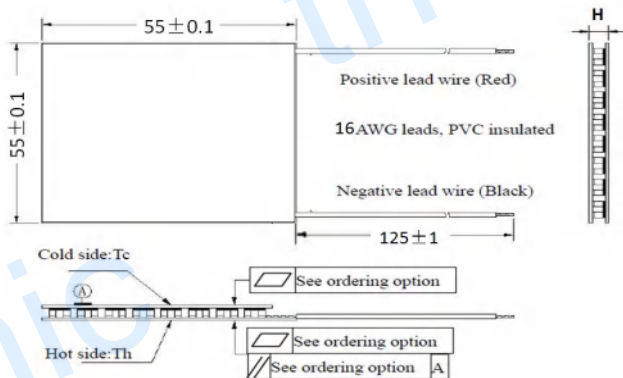 55±0.1
H
Positive lead wire (Red)
55±0.1
16AWG leads, PVC insulated
Negative lead wire (Black)
125±1
Cold side:Tc
A
See ordering option
See ordering option
Hot side:Th
See ordering option A